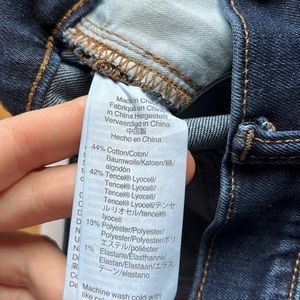 Made in China
Fabriqué en Chine
in China Hergestellt
Vervaardigd in China
中国製
Hecho en China
44% Cotton/Coton/
Baumwolle/Katoen/綿/
algodón
42% Tencel® Lyocell/
Tencel® Lyocell/
Tencel® Lyocell/
Tencel® Lyocell/テンセ
ル リヨセル/tencel®
lyocell
13% Polyester/Polyester/
Polyester/Polyester/ポリ
エステル/poliéster
1% Elastane/Élasthanne/
Elastan/Elastaan/エラス
テーン/elastano
Machine wash cold with
like